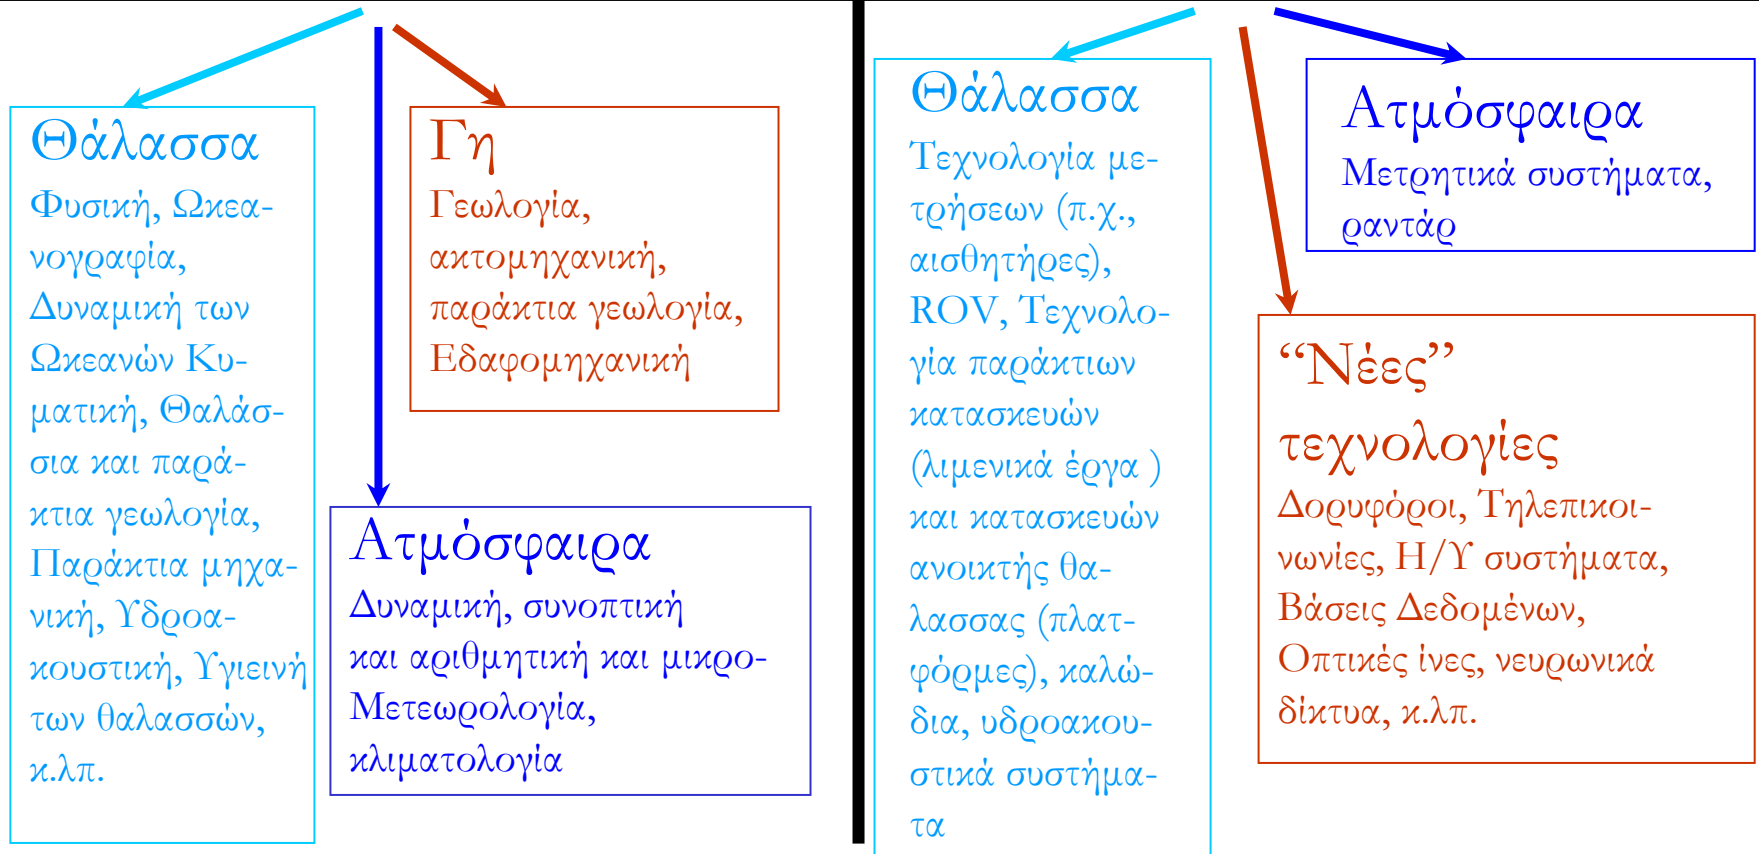 Θάλασσα
Φυσική, Ωκεα-
νογραφία,
Δυναμική των
Ωκεανών Κυ-
ματική, Θαλάσ-
σια και παρά-
κτια γεωλογία,
Παράκτια μηχα-
νική, Υδροα-
κουστική, Υγιεινή
των θαλασσών,
κ.λπ.
Γη
Γεωλογία,
ακτομηχανική,
παράκτια γεωλογία,
Εδαφομηχανική
Ατμόσφαιρα
Δυναμική, συνοπτική
και αριθμητική και μικρο-
Μετεωρολογία,
κλιματολογία
Θάλασσα
Τεχνολογία με-
τρήσεων (π.χ.,
αισθητήρες),
ROV, Τεχνολο-
γία παράκτιων
κατασκευών
(λιμενικά έργα )
και κατασκευών
ανοικτής θα-
λασσας (πλατ-
φόρμες), καλώ-
δια, υδροακου-
στικά συστήμα-
τα
Ατμόσφαιρα
Μετρητικά συστήματα,
ραντάρ
“Νέες”
τεχνολογίες
Δορυφόροι, Τηλεπικοι-
νωνίες, Η/Υ συστήματα,
Βάσεις Δεδομένων,
Οπτικές ίνες, νευρωνικά
δίκτυα, κ.λπ.